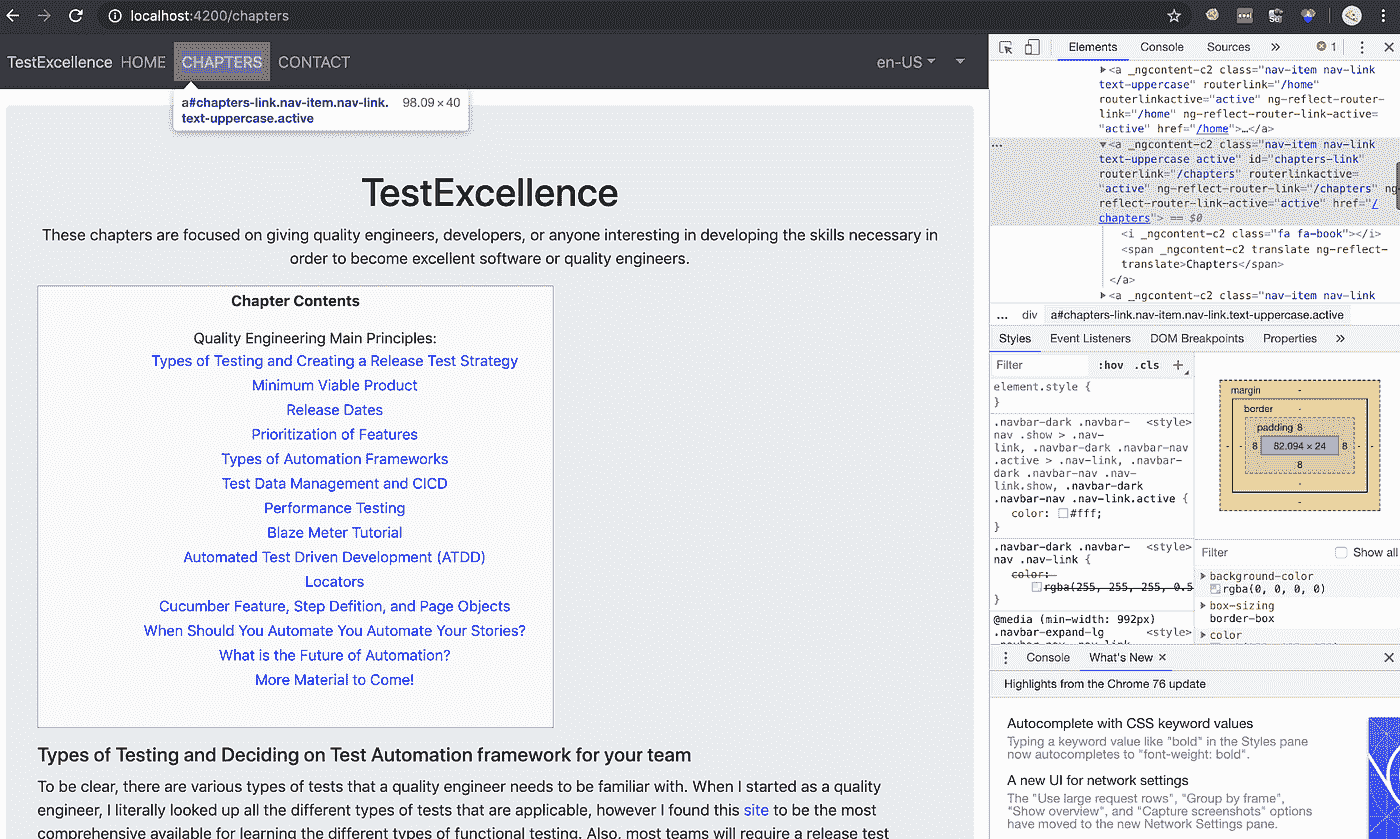 localhost:4200/chapters
TestExcellence HOME CHAPTERS CONTACT
en-US
a#chapters-link.nav-item.nav-link. 98.09 × 40
text-uppercase.active
TestExcellence
These chapters are focused on giving quality engineers, developers, or anyone interesting in developing the skills necessary in
order to become excellent software or quality engineers.
Chapter Contents
Quality Engineering Main Principles:
Types of Testing and Creating a Release Test Strategy
Minimum Viable Product
Release Dates
Prioritization of Features
Types of Automation Frameworks
Test Data Management and CICD
Performance Testing
Blaze Meter Tutorial
Automated Test Driven Development (ATDD)
Locators
Cucumber Feature, Step Defition, and Page Objects
When Should You Automate You Automate Your Stories?
What is the Future of Automation?
More Material to Come!
Types of Testing and Deciding on Test Automation framework for your team
To be clear, there are various types of tests that a quality engineer needs to be familiar with. When I started as a quality
engineer, I literally looked up all the different types of tests that are applicable, however I found this site to be the most
comprehensive available for learning the different types of functional testing. Also, most teams will require a release test
Elements Console Sources » 1
<a _ngcontent-c2 class="nav-item nav-link
text-uppercase" routerlink="/home"
routerlinkactive="active" ng-reflect-router-
link="/home" ng-reflect-router-link-active=
"active" href="/home">…</a>
<a _ngcontent-c2 class="nav-item nav-link
text-uppercase active" id="chapters-link"
routerlink="/chapters" routerlinkactive=
"active" ng-reflect-router-link="/chapters" ng-
reflect-router-link-active="active" href="/
chapters"> == $0
<i _ngcontent-c2 class="fa fa-book"></i>
<span _ngcontent-c2 translate ng-reflect-
translate>Chapters</span>
</a>
<a _ngcontent-c2 class="nav-item nav-link
... div a#chapters-link.nav-item.nav-link.text-uppercase.active
Styles Event Listeners DOM Breakpoints Properties »
Filter :hov .cls +
element.style {
}
.navbar-dark .navbar- <style>
nav .show > .nav-
link, .navbar-dark .navbar-nav
.active > .nav-link, .navbar-
dark .navbar-nav .nav-
link.show, .navbar-dark
.navbar-nav .nav-link.active {
color: #fff;
}
.navbar-dark .navbar- <style>
nav .nav-link {
color:
rgba(255, 255, 255, 0.5
}
@media (min-width: 992px)
.navbar-expand-lg <style>
margin -
border -
padding 8
- - 8 82.094 × 24 8 - -
8
-
-
Filter Show all
background-color
rgba(0, 0, 0, 0)
box-sizing
border-box
color
Console What's New ×
Highlights from the Chrome 76 update
Autocomplete with CSS keyword values
Typing a keyword value like "bold" in the Styles pane
now autocompletes to "font-weight: bold".
A new UI for network settings
The "Use large request rows", "Group by frame",
"Show overview", and "Capture screenshots" options
have moved to the new Network Settings pane.